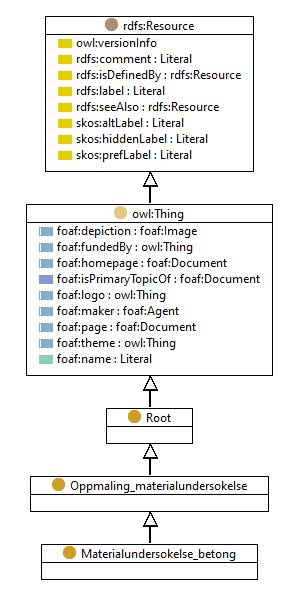 rdfs:Resource
owl:versionInfo
rdfs:comment : Literal
rdfs:isDefinedBy : rdfs:Resource
rdfs:label : Literal
rdfs:seeAlso : rdfs:Resource
skos:altLabel : Literal
skos:hiddenLabel : Literal
skos:prefLabel : Literal
owl:Thing
foaf:depiction : foaf:Image
foaf:fundedBy : owl:Thing
foaf:homepage : foaf:Document
foaf:isPrimaryTopicOf : foaf:Document
foaf:logo : owl:Thing
foaf:maker : foaf:Agent
foaf:page : foaf:Document
foaf:theme : owl:Thing
foaf:name : Literal
Root
Oppmaling_materialundersokelse
Materialundersokelse_betong